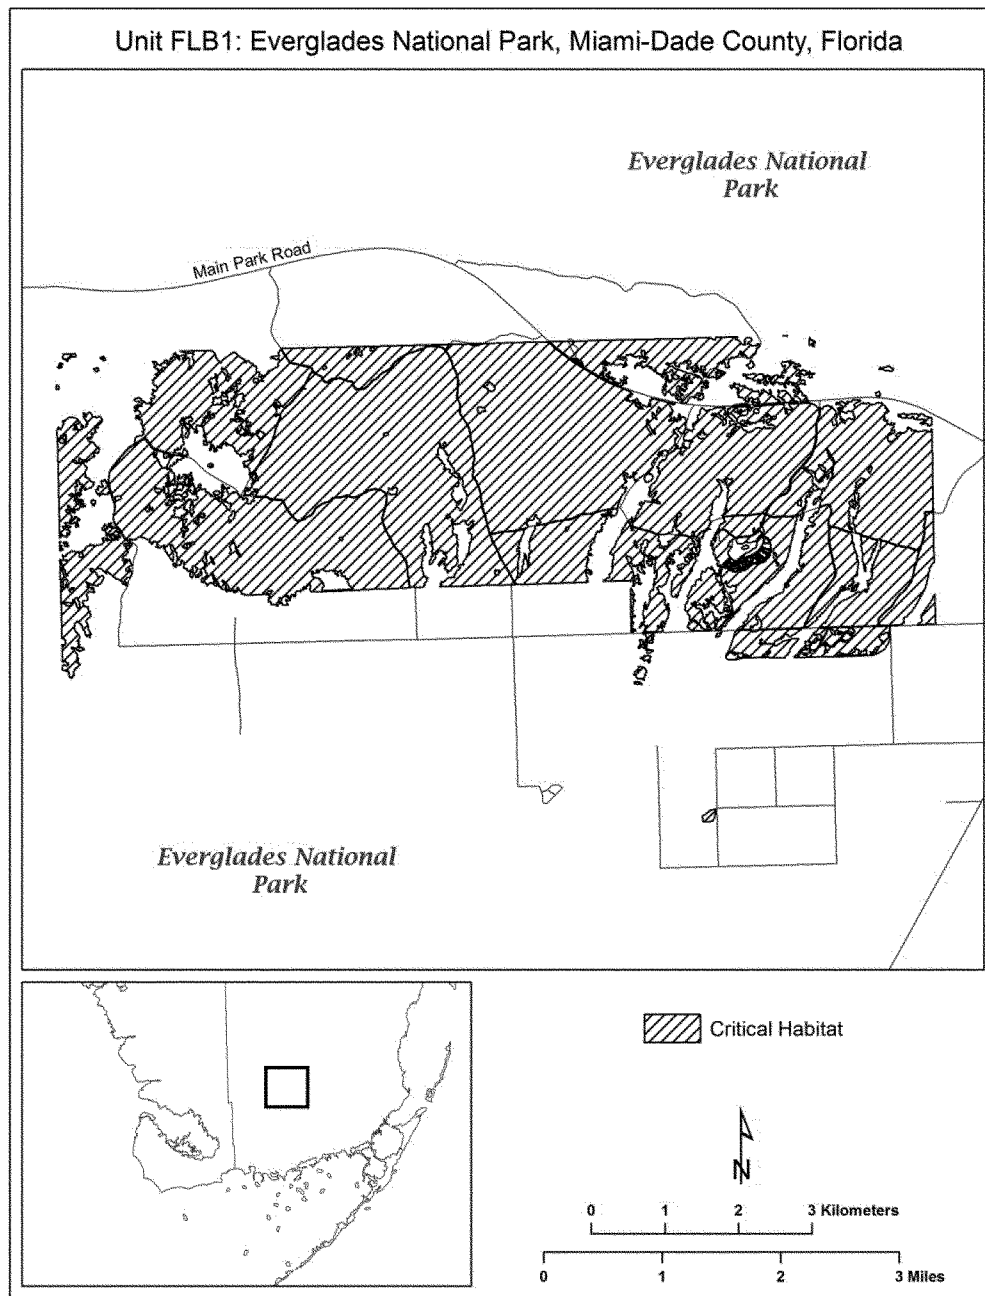 Unit FLB1: Everglades National Park, Miami-Dade County, Florida
Everglades National
Park
Main Park Road
Everglades National
Park
Critical Habitat
N
0 1 2 3 Kilometers
0 1 2 3 Miles